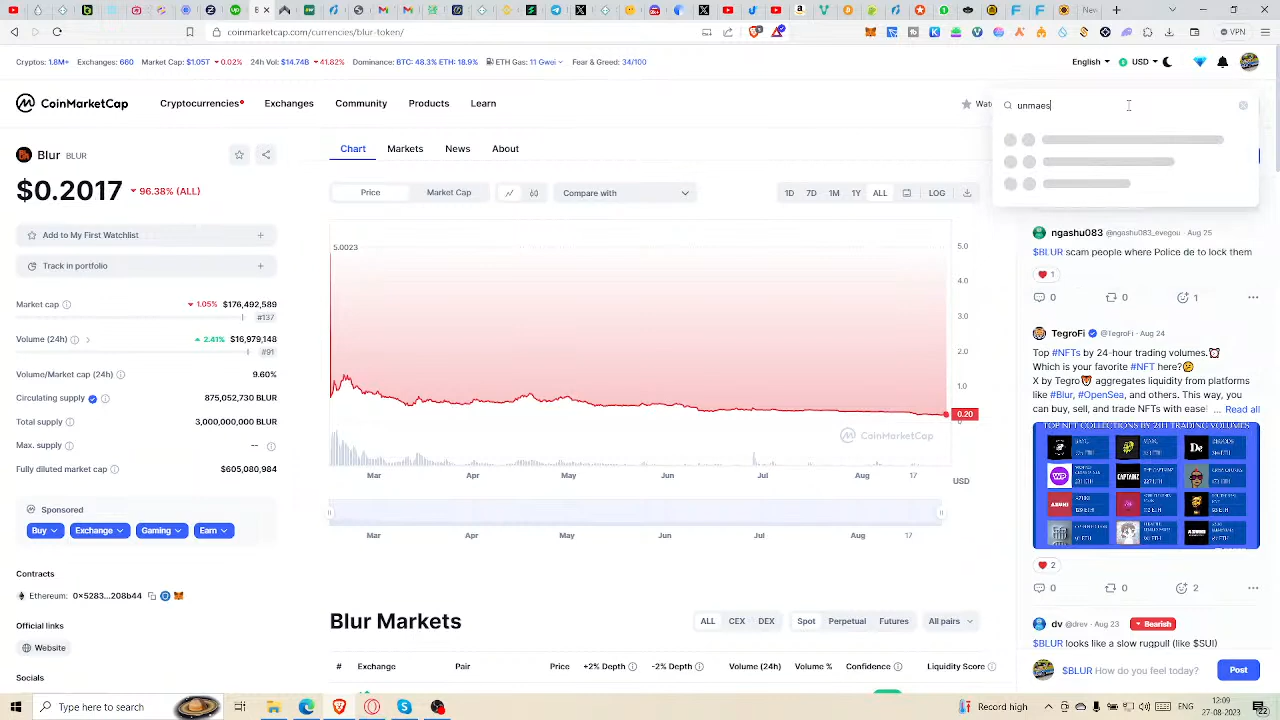 coinmarketcap.com/currencies/blur-token/
VPN
Cryptos: 1.8M+ Exchanges: 660 Market Cap: $1.05T 0.02% 24h Vol: $14.74B 41.82% Dominance: BTC: 48.3% ETH: 18.9% ETH Gas: 11 Gwei Fear & Greed: 34/100
English USD
CoinMarketCap Cryptocurrencies Exchanges Community Products Learn
unmaes
Blur BLUR
$0.2017 96.38% (ALL)
Add to My First Watchlist +
Track in portfolio +
Market cap 1.05% $176,492,589
#137
Volume (24h) 2.41% $16,979,148
#91
Volume/Market cap (24h) 9.60%
Circulating supply 875,052,730 BLUR
Total supply 3,000,000,000 BLUR
Max. supply --
Fully diluted market cap $605,080,984
Sponsored
Buy Exchange Gaming Earn
Contracts
Ethereum: 0x5283...208b44
Official links
Website
Socials
Chart Markets News About
Price Market Cap Compare with 1D 7D 1M 1Y ALL LOG
5.0023
5.0
4.0
3.0
2.0
1.0
0.20
0
CoinMarketCap
Mar Apr May Jun Jul Aug 17 USD
Mar Apr May Jun Jul Aug 17
Blur Markets
ALL CEX DEX Spot Perpetual Futures All pairs
# Exchange Pair Price +2% Depth -2% Depth Volume (24h) Volume % Confidence Liquidity Score
ngashu083 @ngashu083_evegou · Aug 25
$BLUR scam people where Police de to lock them
1
0 0 1
TegroFi @TegroFi · Aug 24
Top #NFTs by 24-hour trading volumes.
Which is your favorite #NFT here?
X by Tegro aggregates liquidity from platforms
like #Blur, #OpenSea, and others. This way, you
can buy, sell, and trade NFTs with ease! ... Read all
2
0 0 2
dv @drev · Aug 23 Bearish
$BLUR looks like a slow rugpull (like $SUI)
$BLUR How do you feel today? Post
Type here to search
Record high
ENG
12:09
27-08-2023
22